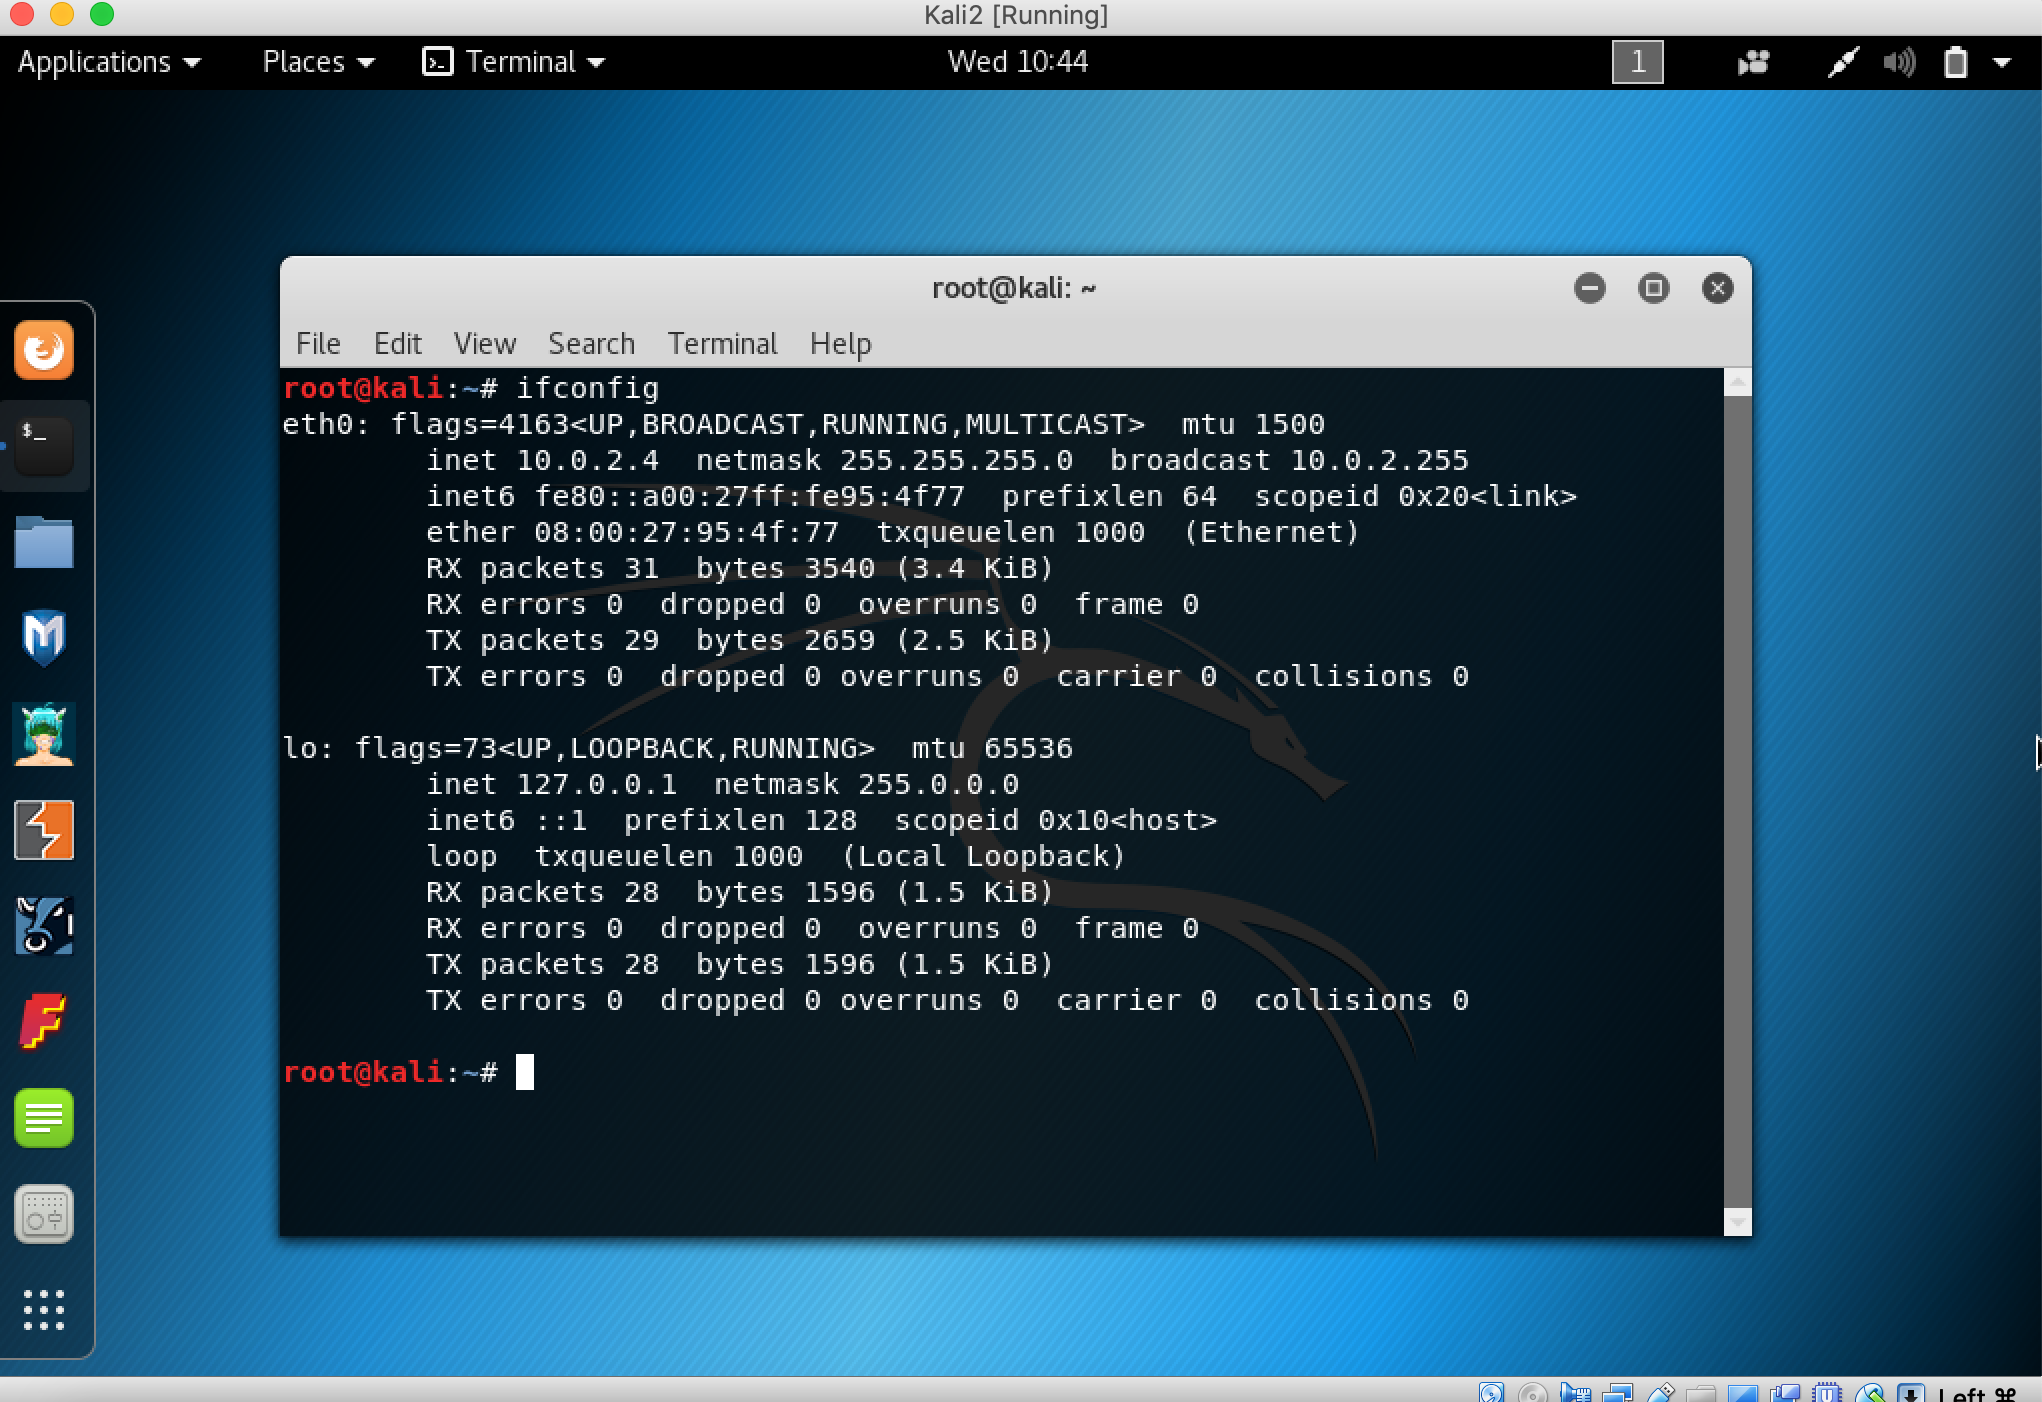 Kali2 [Running]
Applications Places Terminal Wed 10:44 1
root@kali: ~
File Edit View Search Terminal Help
root@kali:~# ifconfig
eth0: flags=4163<UP,BROADCAST,RUNNING,MULTICAST>  mtu 1500
        inet 10.0.2.4  netmask 255.255.255.0  broadcast 10.0.2.255
        inet6 fe80::a00:27ff:fe95:4f77  prefixlen 64  scopeid 0x20<link>
        ether 08:00:27:95:4f:77  txqueuelen 1000  (Ethernet)
        RX packets 31  bytes 3540 (3.4 KiB)
        RX errors 0  dropped 0  overruns 0  frame 0
        TX packets 29  bytes 2659 (2.5 KiB)
        TX errors 0  dropped 0 overruns 0  carrier 0  collisions 0
lo: flags=73<UP,LOOPBACK,RUNNING>  mtu 65536
        inet 127.0.0.1  netmask 255.0.0.0
        inet6 ::1  prefixlen 128  scopeid 0x10<host>
        loop  txqueuelen 1000  (Local Loopback)
        RX packets 28  bytes 1596 (1.5 KiB)
        RX errors 0  dropped 0  overruns 0  frame 0
        TX packets 28  bytes 1596 (1.5 KiB)
        TX errors 0  dropped 0 overruns 0  carrier 0  collisions 0
root@kali:~#
Left ⌘